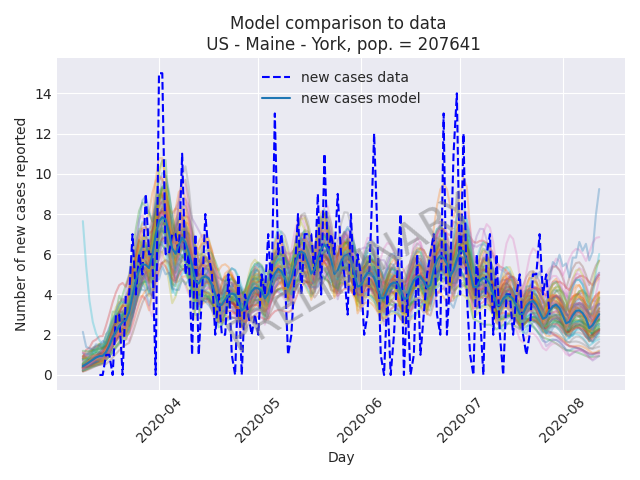 Model comparison to data
US - Maine - York, pop. = 207641
new cases data
new cases model
PRELIMINARY
Number of new cases reported
14
12
10
8
6
4
2
0
2020-04
2020-05
2020-06
2020-07
2020-08
Day